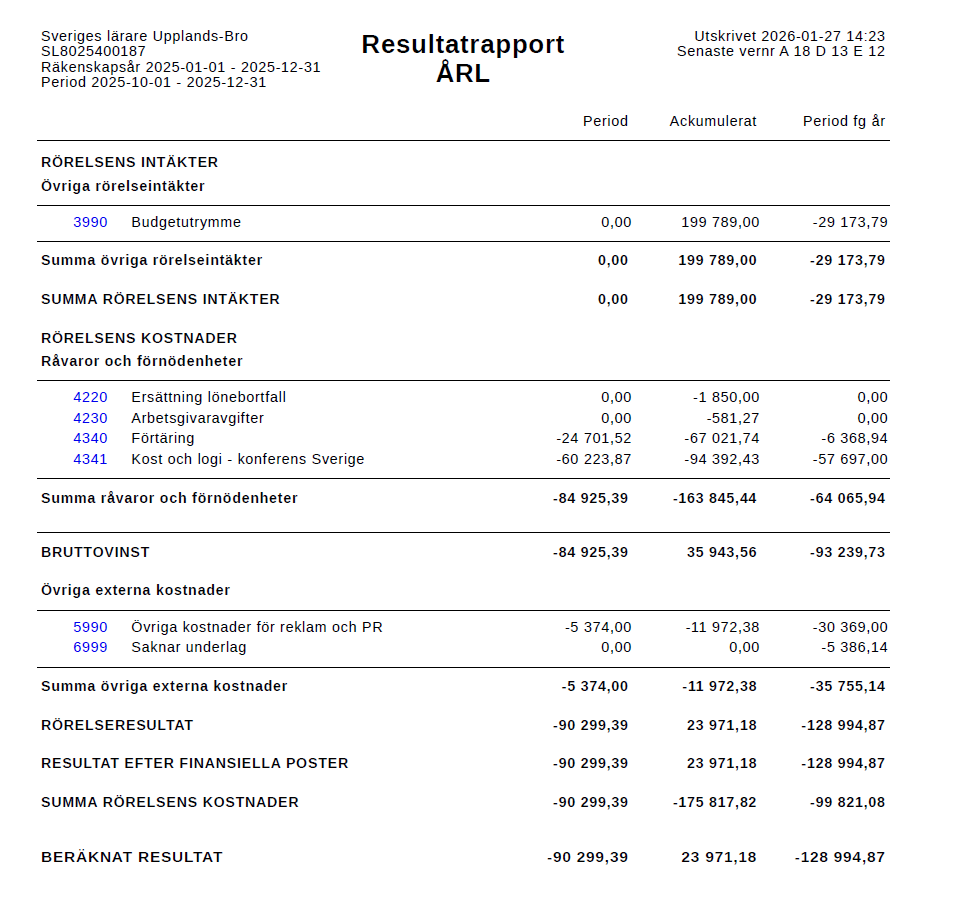 Sveriges lärare Upplands-Bro
SL8025400187
Räkenskapsår 2025-01-01 - 2025-12-31
Period 2025-10-01 - 2025-12-31
Resultatrapport
ÅRL
Utskrivet 2026-01-27 14:23
Senaste vernr A 18 D 13 E 12
Period Ackumulerat Period fg år
RÖRELSENS INTÄKTER
Övriga rörelseintäkter
3990 Budgetutrymme 0,00 199 789,00 -29 173,79
Summa övriga rörelseintäkter 0,00 199 789,00 -29 173,79
SUMMA RÖRELSENS INTÄKTER 0,00 199 789,00 -29 173,79
RÖRELSENS KOSTNADER
Råvaror och förnödenheter
4220 Ersättning lönebortfall 0,00 -1 850,00 0,00
4230 Arbetsgivaravgifter 0,00 -581,27 0,00
4340 Förtäring -24 701,52 -67 021,74 -6 368,94
4341 Kost och logi - konferens Sverige -60 223,87 -94 392,43 -57 697,00
Summa råvaror och förnödenheter -84 925,39 -163 845,44 -64 065,94
BRUTTOVINST -84 925,39 35 943,56 -93 239,73
Övriga externa kostnader
5990 Övriga kostnader för reklam och PR -5 374,00 -11 972,38 -30 369,00
6999 Saknar underlag 0,00 0,00 -5 386,14
Summa övriga externa kostnader -5 374,00 -11 972,38 -35 755,14
RÖRELSERESULTAT -90 299,39 23 971,18 -128 994,87
RESULTAT EFTER FINANSIELLA POSTER -90 299,39 23 971,18 -128 994,87
SUMMA RÖRELSENS KOSTNADER -90 299,39 -175 817,82 -99 821,08
BERÄKNAT RESULTAT -90 299,39 23 971,18 -128 994,87